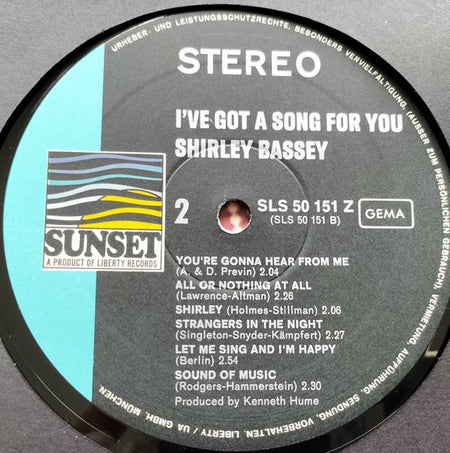 URHEBER- UND LEISTUNGSSCHUTZRECHTE, BESONDERS VERVIELFÄLTIGUNG, (AUSSER ZUM PERSÖNLICHEN GEBRAUCH), VERMIETUNG, AUFFÜHRUNG, SENDUNG, VORBEHALTEN. LIBERTY / UA GMBH, MÜNCHEN
STEREO
I'VE GOT A SONG FOR YOU
SHIRLEY BASSEY
SUNSET
A PRODUCT OF LIBERTY RECORDS
2
SLS 50 151 Z
(SLS 50 151 B)
GEMA
YOU'RE GONNA HEAR FROM ME
(A. & D. Previn) 2.04
ALL OR NOTHING AT ALL
(Lawrence-Altman) 2.26
SHIRLEY (Holmes-Stillman) 2.06
STRANGERS IN THE NIGHT
(Singleton-Snyder-Kämpfert) 2.27
LET ME SING AND I'M HAPPY
(Berlin) 2.54
SOUND OF MUSIC
(Rodgers-Hammerstein) 2.30
Produced by Kenneth Hume